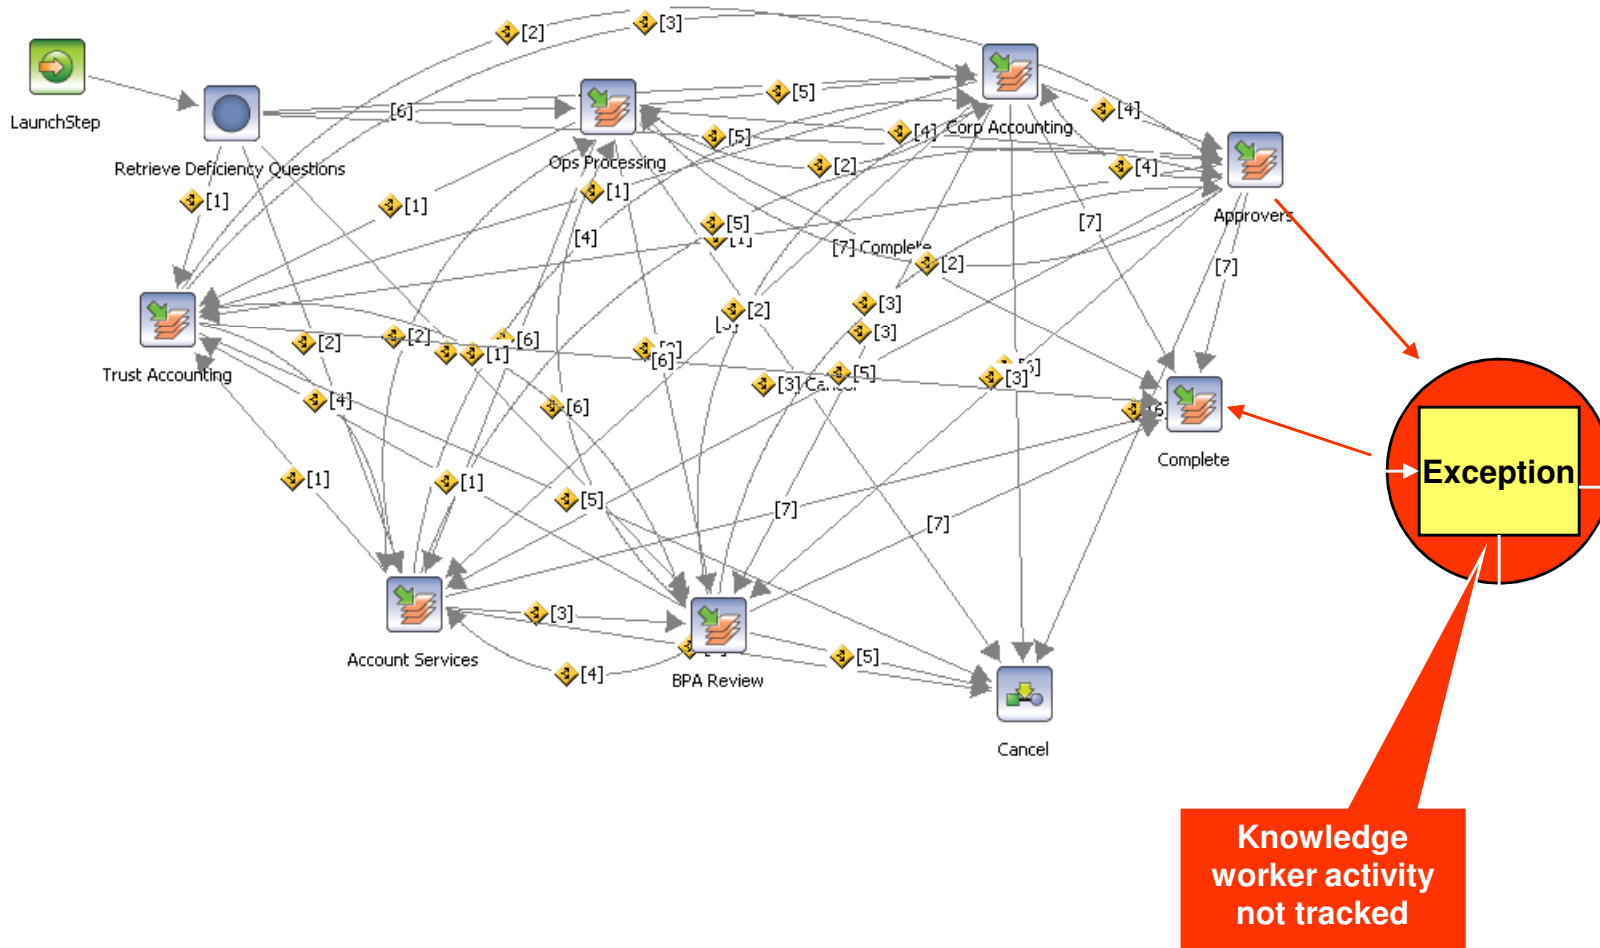 [2]
[3]
LaunchStep
[6]
[5]
[4]
Corp Accounting
[5]
[4]
Ops Processing
[2]
[4]
Retrieve Deficiency Questions
[1]
[1]
[1]
Approvers
[5]
[7]
[4]
[1]
[7] Complete
[2]
[7]
[3]
[2]
[3]
[2]
[2]
[6]
[1]
[6]
[5]
[3]
Trust Accounting
[3]
[4]
[6]
Complete
Exception
[1]
[1]
[5]
[7]
[7]
[3]
Account Services
[4]
BPA Review
[5]
Cancel
Knowledge
worker activity
not tracked